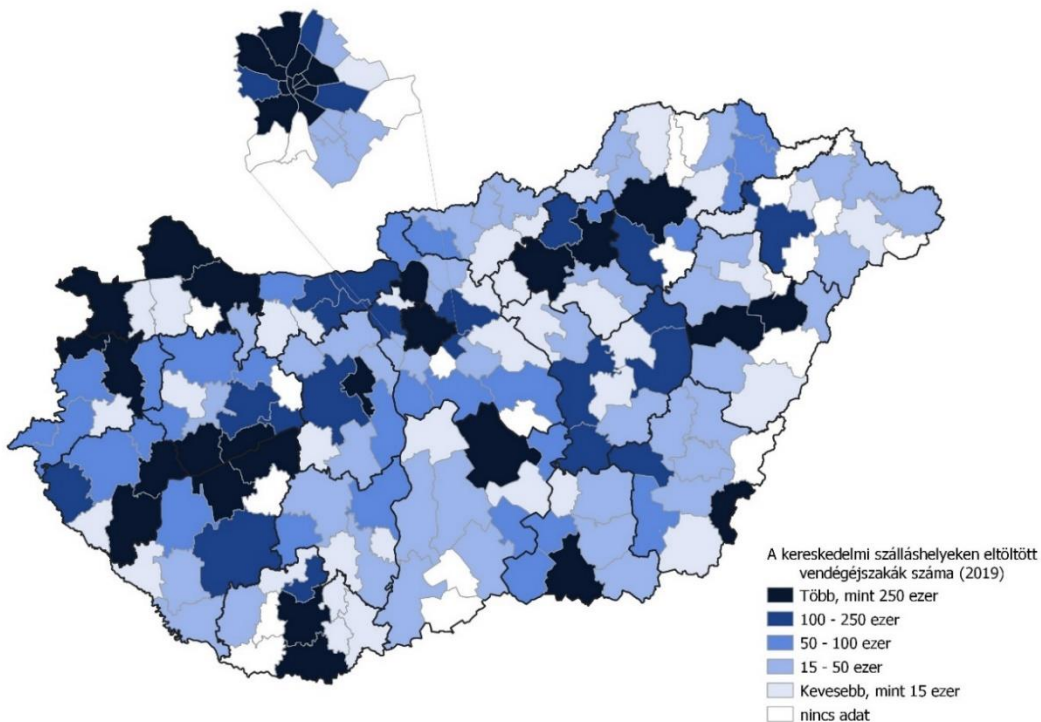 A kereskedelmi szálláshelyeken eltöltött
vendégéjszakák száma (2019)
Több, mint 250 ezer
100 - 250 ezer
50 - 100 ezer
15 - 50 ezer
Kevesebb, mint 15 ezer
nincs adat